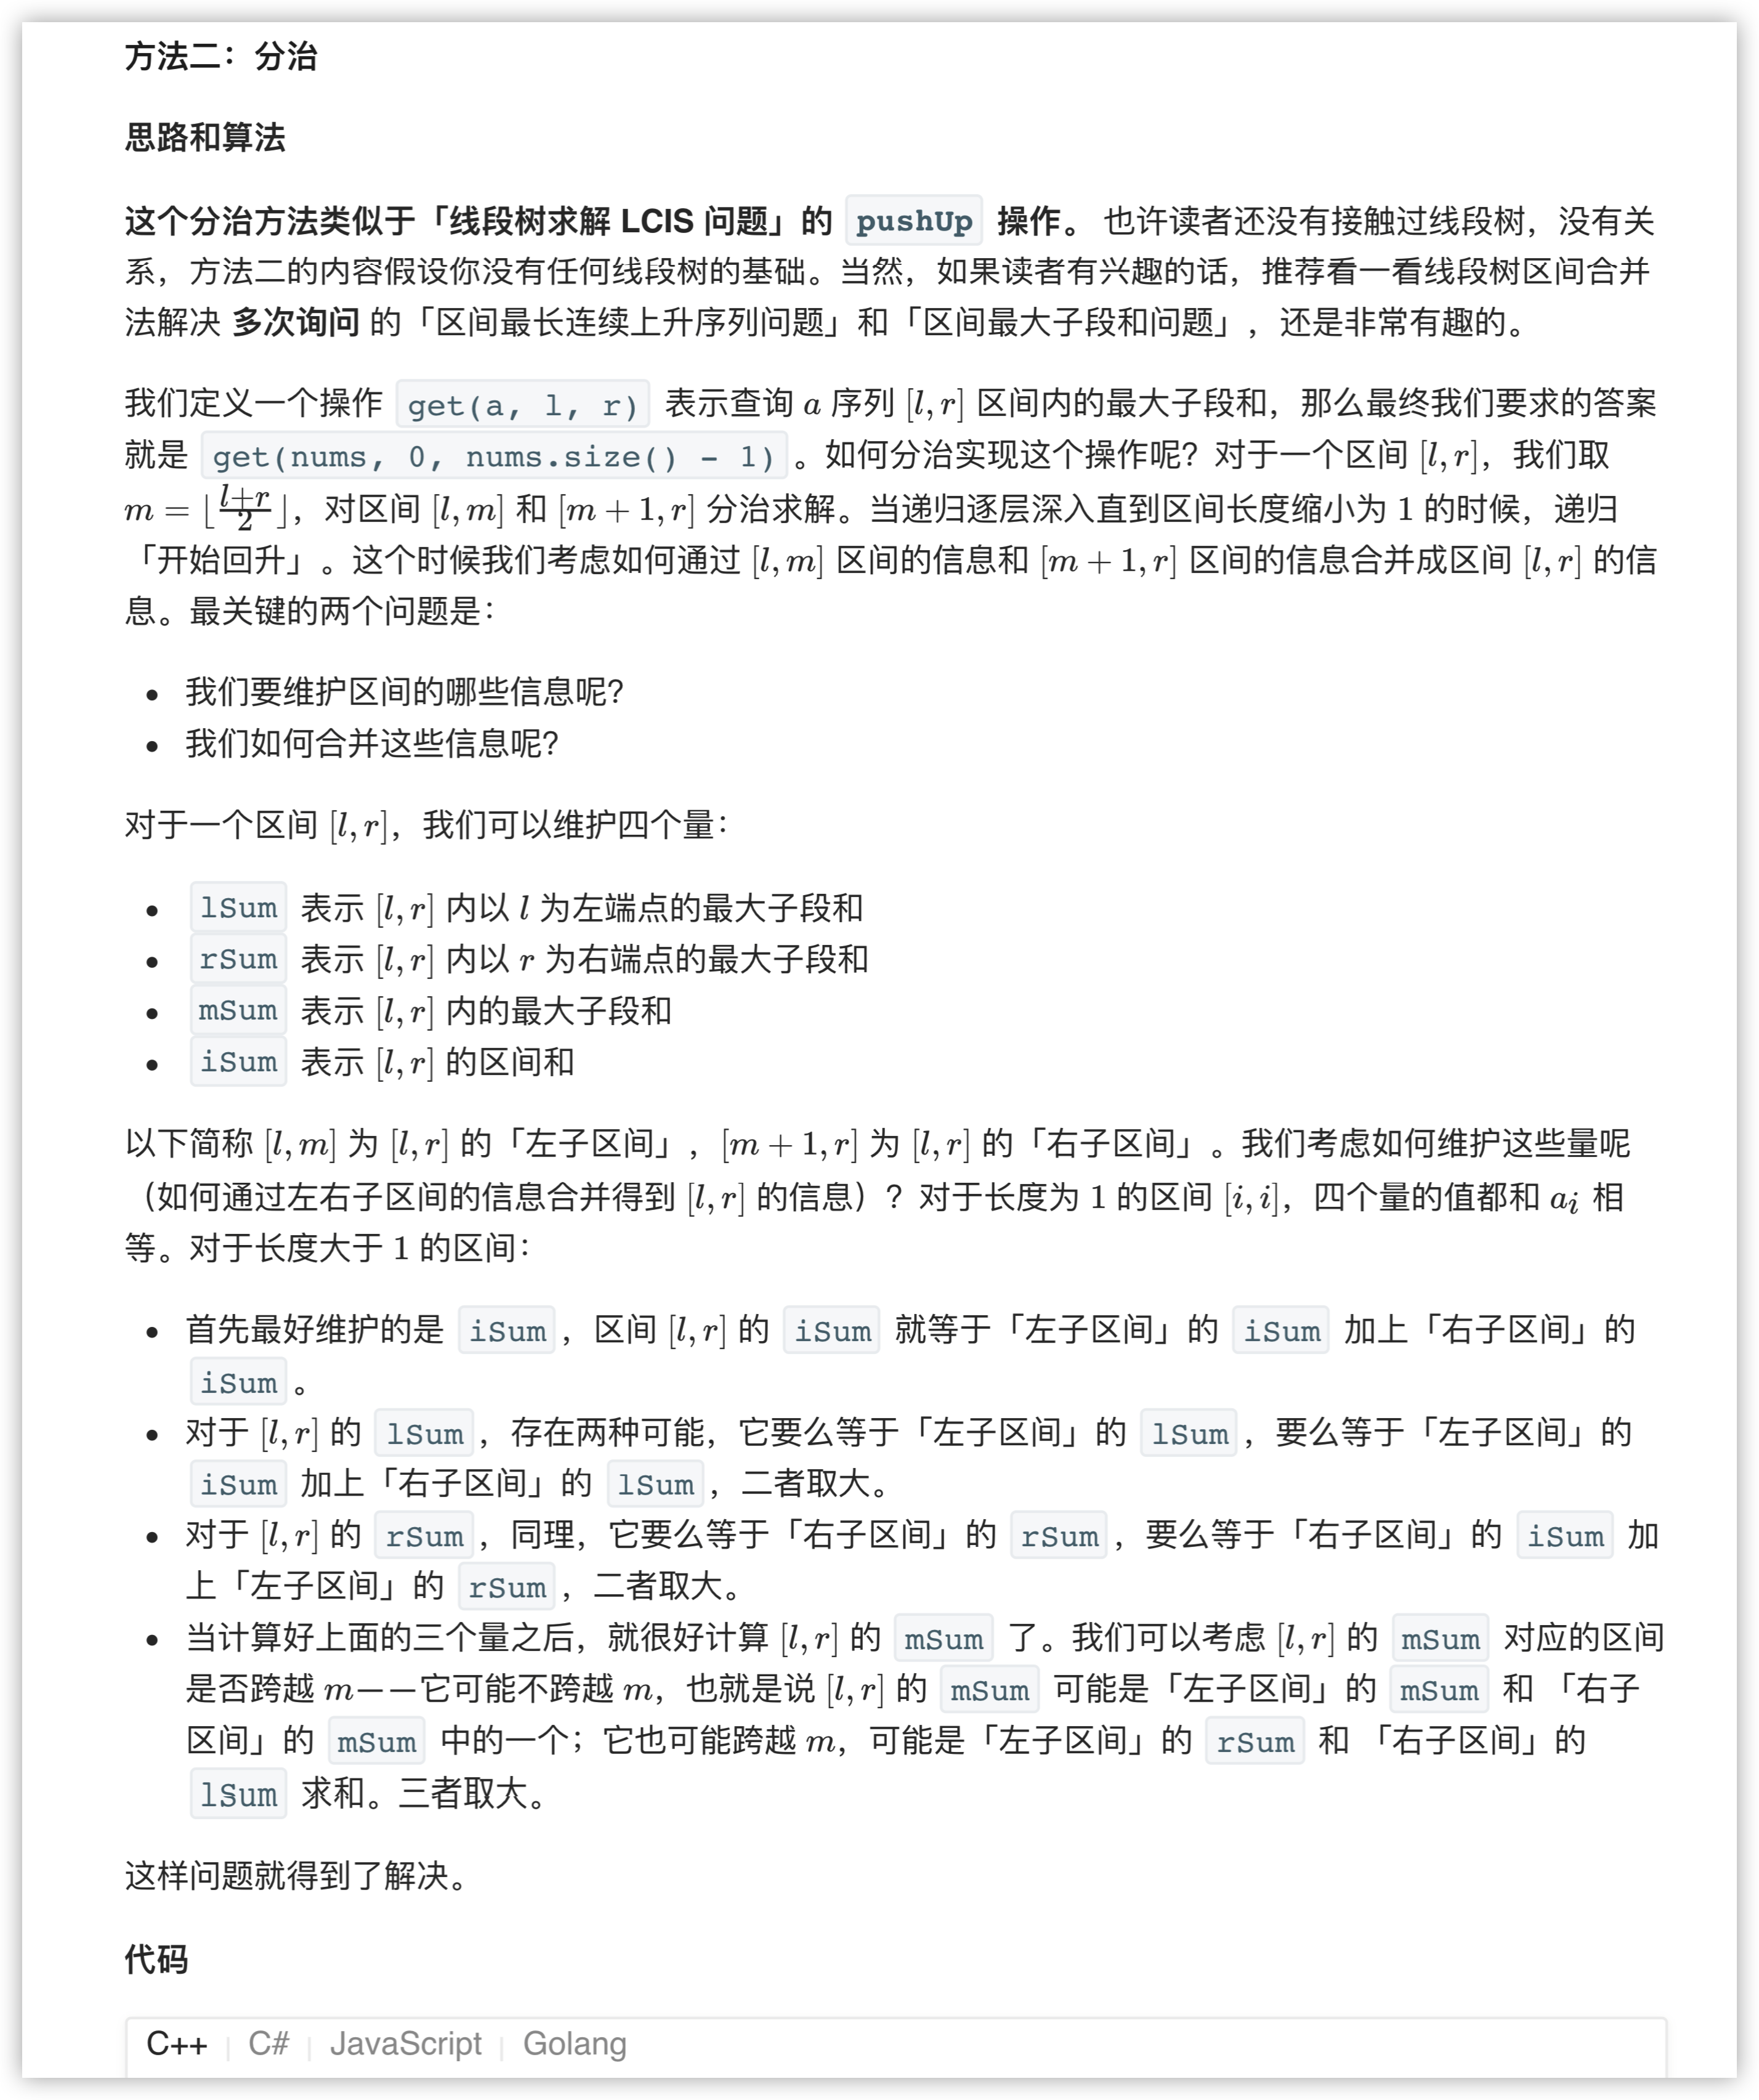 方法二：分治
思路和算法
这个分治方法类似于「线段树求解 LCIS 问题」的 pushUp 操作。 也许读者还没有接触过线段树，没有关
系，方法二的内容假设你没有任何线段树的基础。当然，如果读者有兴趣的话，推荐看一看线段树区间合并
法解决 多次询问 的「区间最长连续上升序列问题」和「区间最大子段和问题」，还是非常有趣的。
我们定义一个操作 get(a, l, r) 表示查询 a 序列 [l, r] 区间内的最大子段和，那么最终我们要求的答案
就是 get(nums, 0, nums.size() - 1) 。如何分治实现这个操作呢？对于一个区间 [l, r]，我们取
m = ⌊(l+r)/2⌋，对区间 [l, m] 和 [m + 1, r] 分治求解。当递归逐层深入直到区间长度缩小为 1 的时候，递归
「开始回升」。这个时候我们考虑如何通过 [l, m] 区间的信息和 [m + 1, r] 区间的信息合并成区间 [l, r] 的信
息。最关键的两个问题是：
• 我们要维护区间的哪些信息呢？
• 我们如何合并这些信息呢？
对于一个区间 [l, r]，我们可以维护四个量：
• lSum 表示 [l, r] 内以 l 为左端点的最大子段和
• rSum 表示 [l, r] 内以 r 为右端点的最大子段和
• mSum 表示 [l, r] 内的最大子段和
• iSum 表示 [l, r] 的区间和
以下简称 [l, m] 为 [l, r] 的「左子区间」，[m + 1, r] 为 [l, r] 的「右子区间」。我们考虑如何维护这些量呢
（如何通过左右子区间的信息合并得到 [l, r] 的信息）？对于长度为 1 的区间 [i, i]，四个量的值都和 aᵢ 相
等。对于长度大于 1 的区间：
• 首先最好维护的是 iSum ，区间 [l, r] 的 iSum 就等于「左子区间」的 iSum 加上「右子区间」的
iSum 。
• 对于 [l, r] 的 lSum ，存在两种可能，它要么等于「左子区间」的 lSum ，要么等于「左子区间」的
iSum 加上「右子区间」的 lSum ，二者取大。
• 对于 [l, r] 的 rSum ，同理，它要么等于「右子区间」的 rSum ，要么等于「右子区间」的 iSum 加
上「左子区间」的 rSum ，二者取大。
• 当计算好上面的三个量之后，就很好计算 [l, r] 的 mSum 了。我们可以考虑 [l, r] 的 mSum 对应的区间
是否跨越 m——它可能不跨越 m，也就是说 [l, r] 的 mSum 可能是「左子区间」的 mSum 和 「右子
区间」的 mSum 中的一个；它也可能跨越 m，可能是「左子区间」的 rSum 和 「右子区间」的
lSum 求和。三者取大。
这样问题就得到了解决。
代码
C++ | C# | JavaScript | Golang